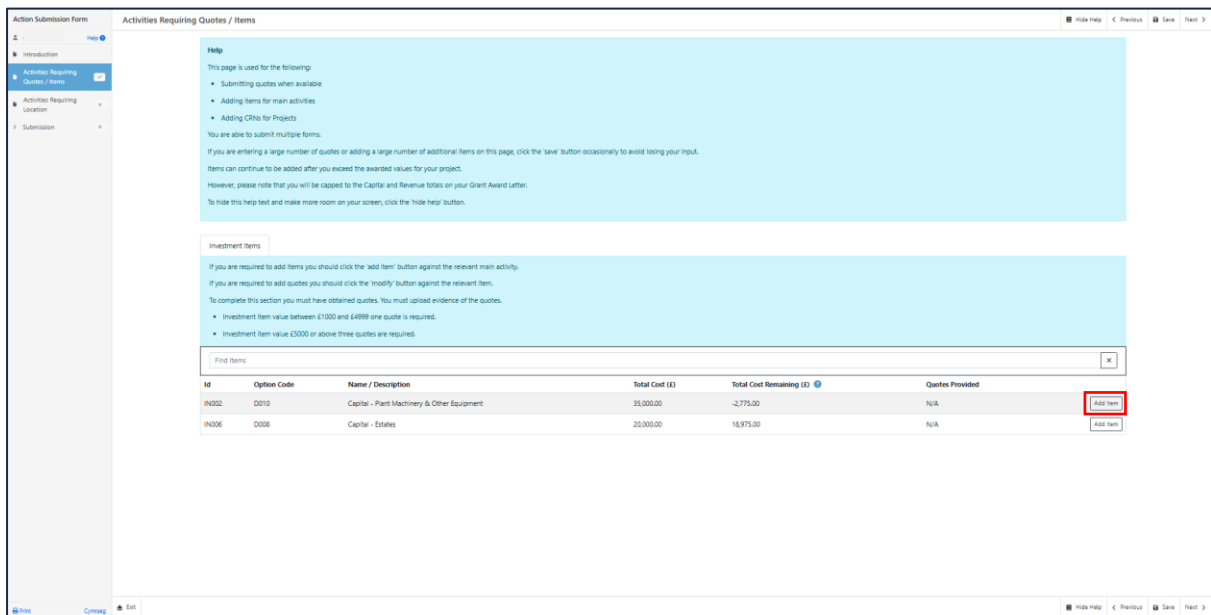 Action Submission Form
Activities Requiring Quotes / Items
Hide Help
Previous
Save
Next
Help
Introduction
Activities Requiring
Quotes / Items
Activities Requiring
Location
Submission
Help
This page is used for the following:
Submitting quotes when available
Adding items for main activities
Adding CRNs for Projects
You are able to submit multiple forms.
If you are entering a large number of quotes or adding a large number of additional items on this page, click the 'save' button occasionally to avoid losing your input.
Items can continue to be added after you exceed the awarded values for your project.
However, please note that you will be capped to the Capital and Revenue totals on your Grant Award Letter.
To hide this help text and make more room on your screen, click the 'hide help' button.
Investment Items
If you are required to add items you should click the 'add item' button against the relevant main activity.
If you are required to add quotes you should click the 'modify' button against the relevant item.
To complete this section you must have obtained quotes. You must upload evidence of the quotes.
Investment item value between £1000 and £4999 one quote is required.
Investment item value £5000 or above three quotes are required.
Find Items
Id Option Code Name / Description Total Cost (£) Total Cost Remaining (£) Quotes Provided
IN002 D010 Capital - Plant Machinery & Other Equipment 35,000.00 -2,775.00 N/A Add Item
IN006 D008 Capital - Estates 20,000.00 18,975.00 N/A Add Item
Print
Cymraeg
Exit
Hide Help
Previous
Save
Next